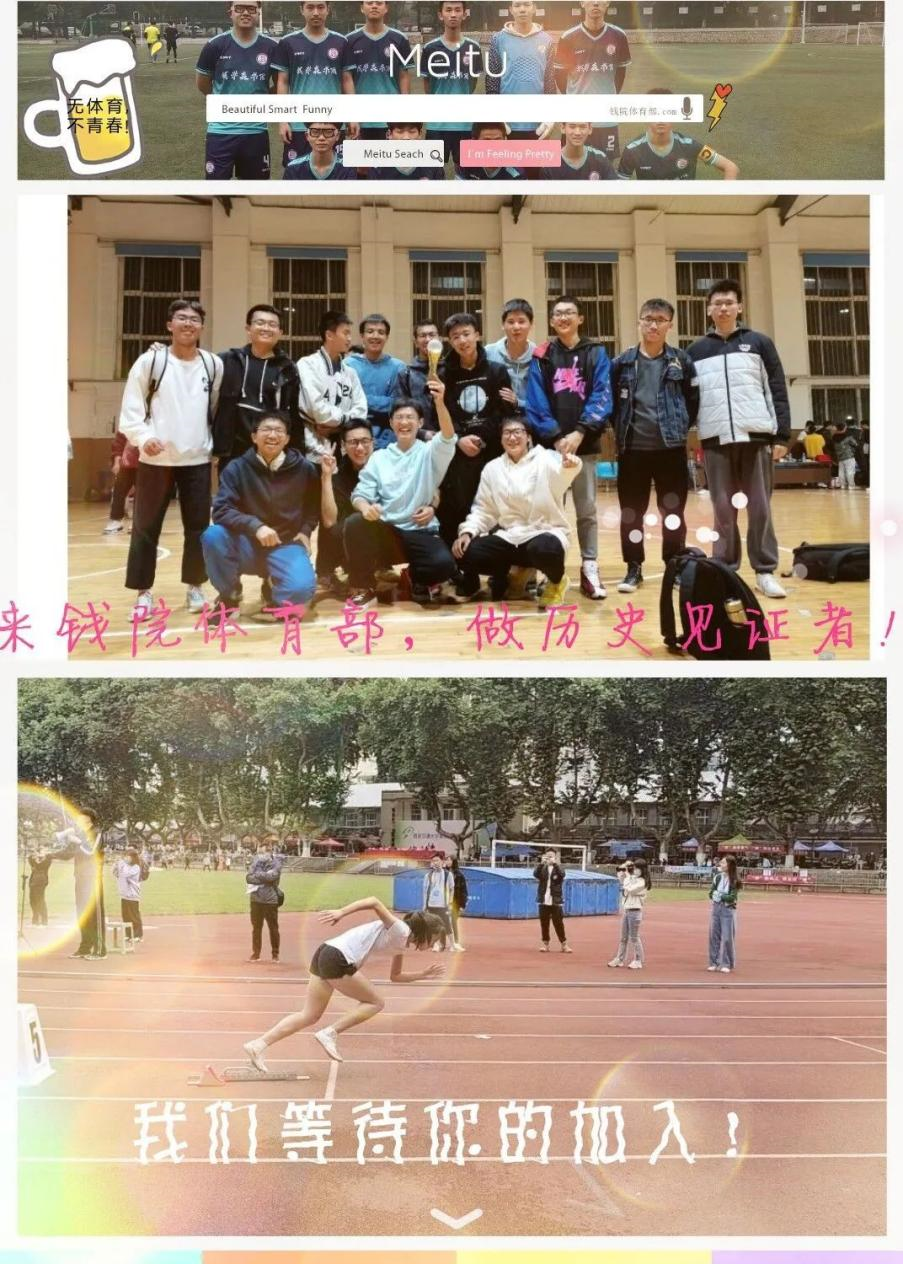 Meitu
无体育,
不青春!
Beautiful Smart Funny
钱院体育部.com
Meitu Seach
I'm Feeling Pretty
来钱院体育部，做历史见证者！
5
我们等待你的加入！